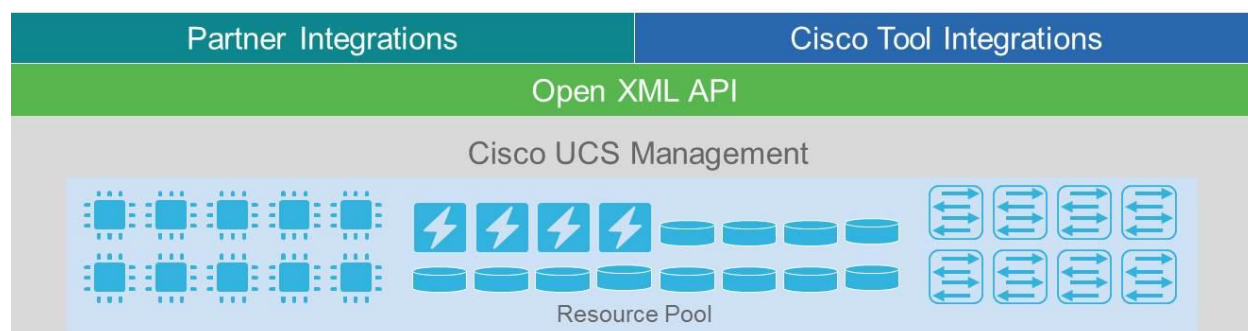 Partner Integrations
Cisco Tool Integrations
Open XML API
Cisco UCS Management
Resource Pool